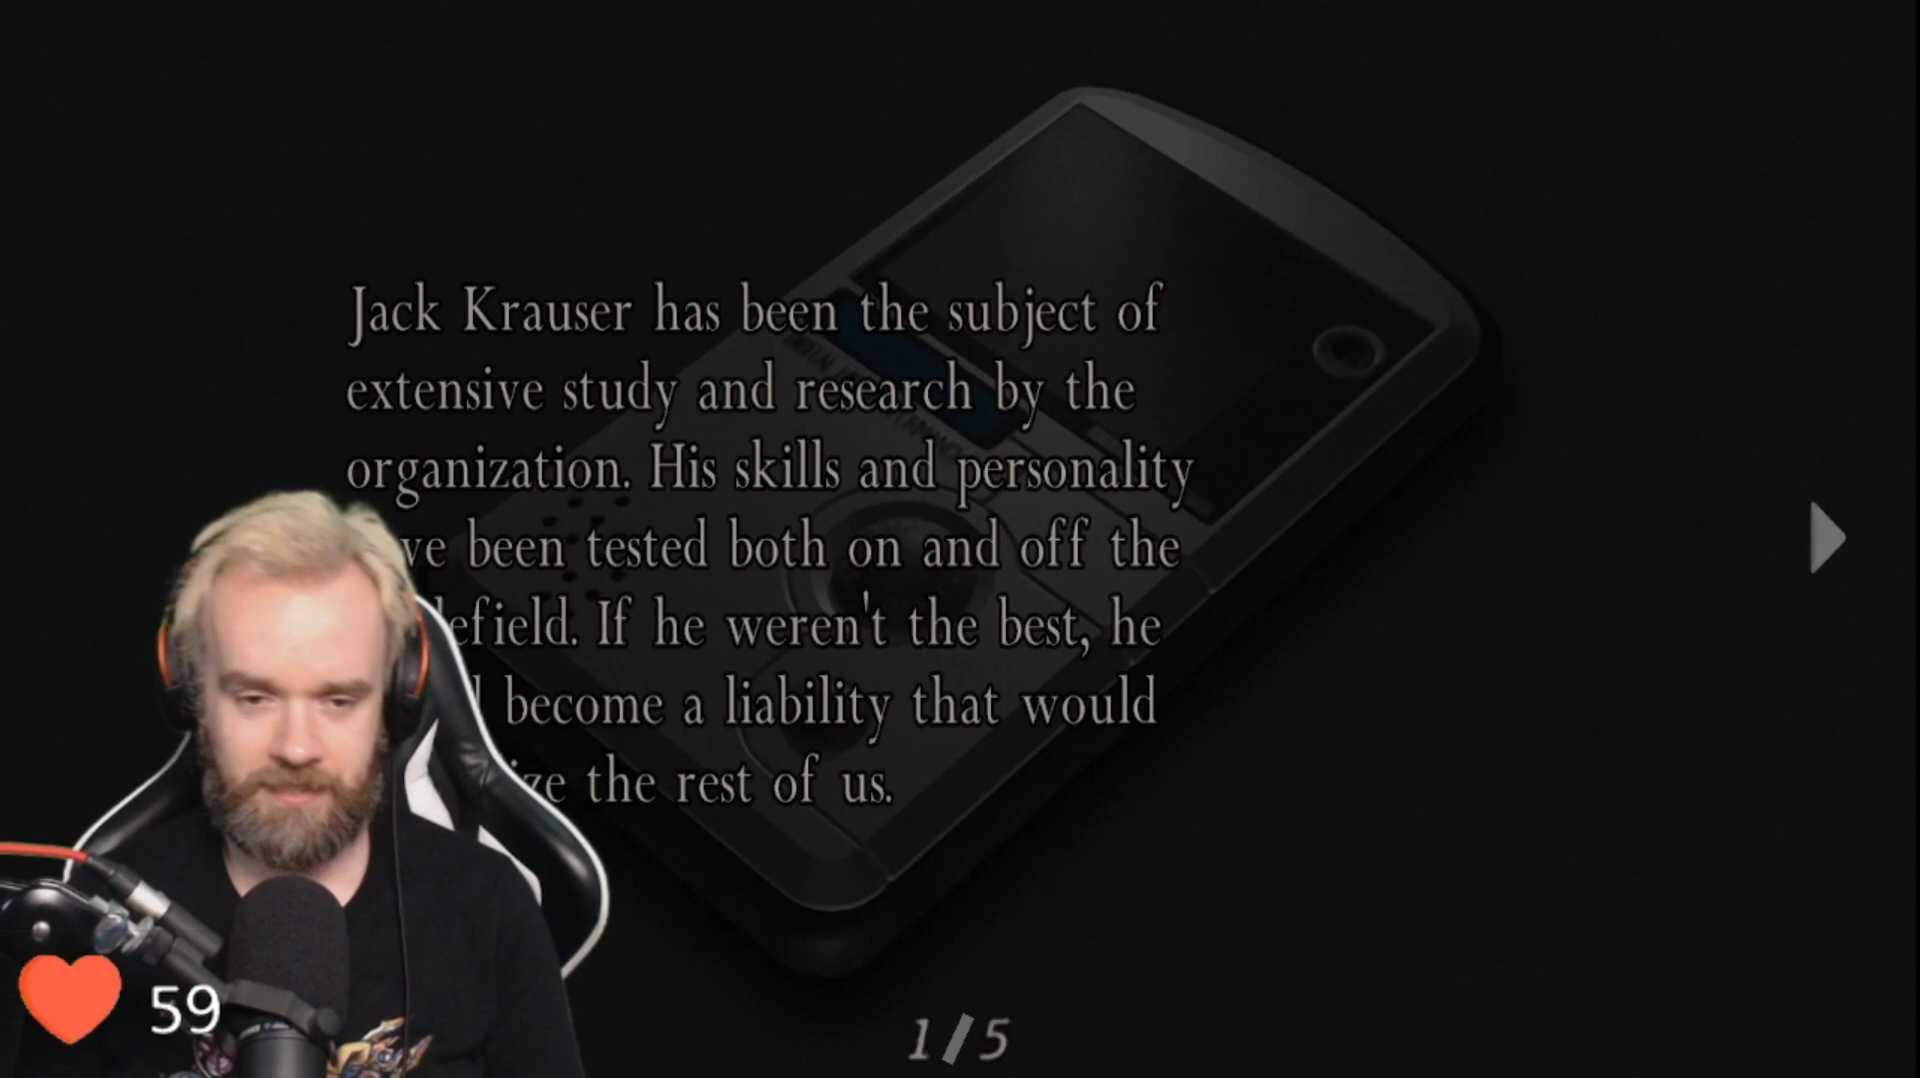 Jack Krauser has been the subject of
extensive study and research by the
organization. His skills and personality
been tested both on and off the
If he weren't the best, he
become a liability that would
the rest of us.
59
1/5